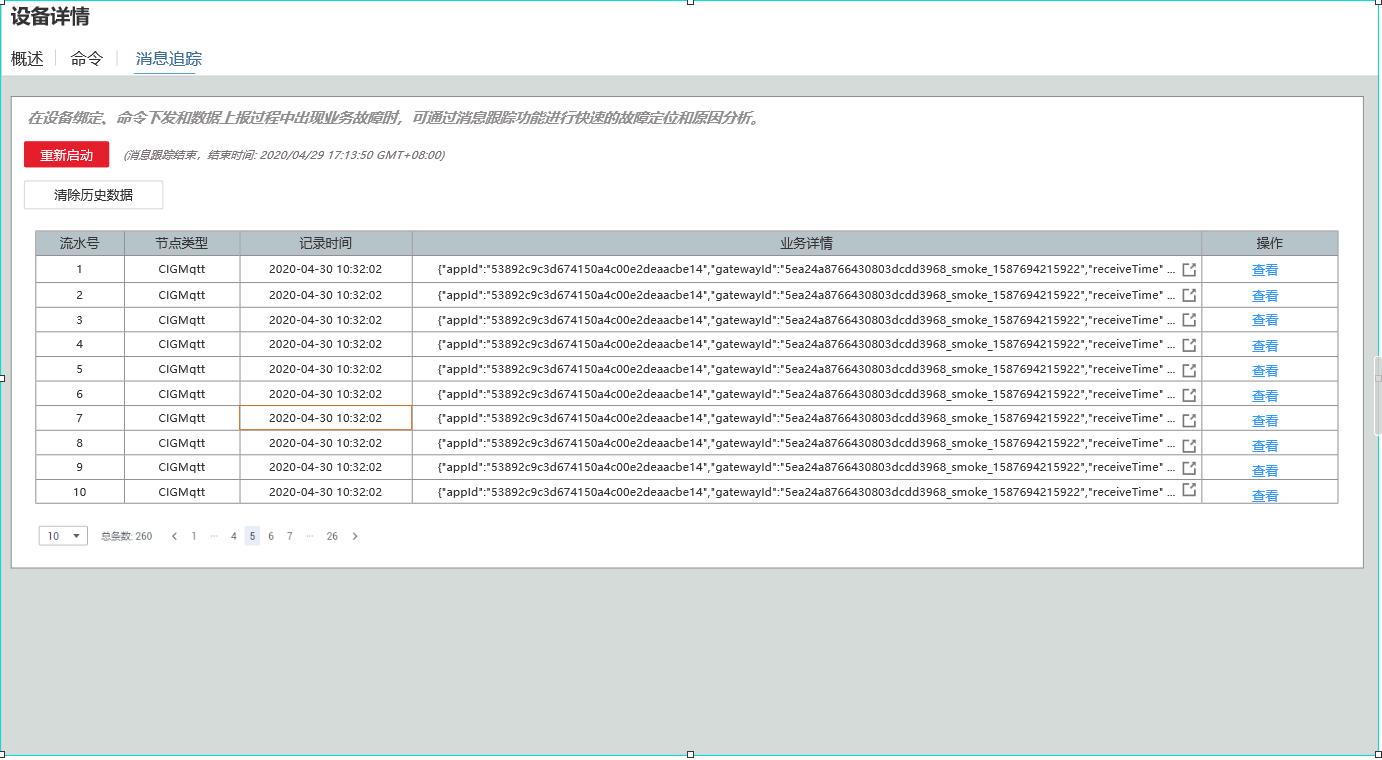 设备详情
概述 命令 消息追踪
在设备绑定、命令下发和数据上报过程中出现业务故障时，可通过消息跟踪功能进行快速的故障定位和原因分析。
重新启动 (消息跟踪结束，结束时间: 2020/04/29 17:13:50 GMT+08:00)
清除历史数据
流水号 节点类型 记录时间 业务详情 操作
1 CIGMqtt 2020-04-30 10:32:02 {"appId":"53892c9c3d674150a4c00e2deaacbe14","gatewayId":"5ea24a8766430803dcdd3968_smoke_1587694215922","receiveTime" ... 查看
2 CIGMqtt 2020-04-30 10:32:02 {"appId":"53892c9c3d674150a4c00e2deaacbe14","gatewayId":"5ea24a8766430803dcdd3968_smoke_1587694215922","receiveTime" ... 查看
3 CIGMqtt 2020-04-30 10:32:02 {"appId":"53892c9c3d674150a4c00e2deaacbe14","gatewayId":"5ea24a8766430803dcdd3968_smoke_1587694215922","receiveTime" ... 查看
4 CIGMqtt 2020-04-30 10:32:02 {"appId":"53892c9c3d674150a4c00e2deaacbe14","gatewayId":"5ea24a8766430803dcdd3968_smoke_1587694215922","receiveTime" ... 查看
5 CIGMqtt 2020-04-30 10:32:02 {"appId":"53892c9c3d674150a4c00e2deaacbe14","gatewayId":"5ea24a8766430803dcdd3968_smoke_1587694215922","receiveTime" ... 查看
6 CIGMqtt 2020-04-30 10:32:02 {"appId":"53892c9c3d674150a4c00e2deaacbe14","gatewayId":"5ea24a8766430803dcdd3968_smoke_1587694215922","receiveTime" ... 查看
7 CIGMqtt 2020-04-30 10:32:02 {"appId":"53892c9c3d674150a4c00e2deaacbe14","gatewayId":"5ea24a8766430803dcdd3968_smoke_1587694215922","receiveTime" ... 查看
8 CIGMqtt 2020-04-30 10:32:02 {"appId":"53892c9c3d674150a4c00e2deaacbe14","gatewayId":"5ea24a8766430803dcdd3968_smoke_1587694215922","receiveTime" ... 查看
9 CIGMqtt 2020-04-30 10:32:02 {"appId":"53892c9c3d674150a4c00e2deaacbe14","gatewayId":"5ea24a8766430803dcdd3968_smoke_1587694215922","receiveTime" ... 查看
10 CIGMqtt 2020-04-30 10:32:02 {"appId":"53892c9c3d674150a4c00e2deaacbe14","gatewayId":"5ea24a8766430803dcdd3968_smoke_1587694215922","receiveTime" ... 查看
10 总条数: 260 < 1 ... 4 5 6 7 ... 26 >